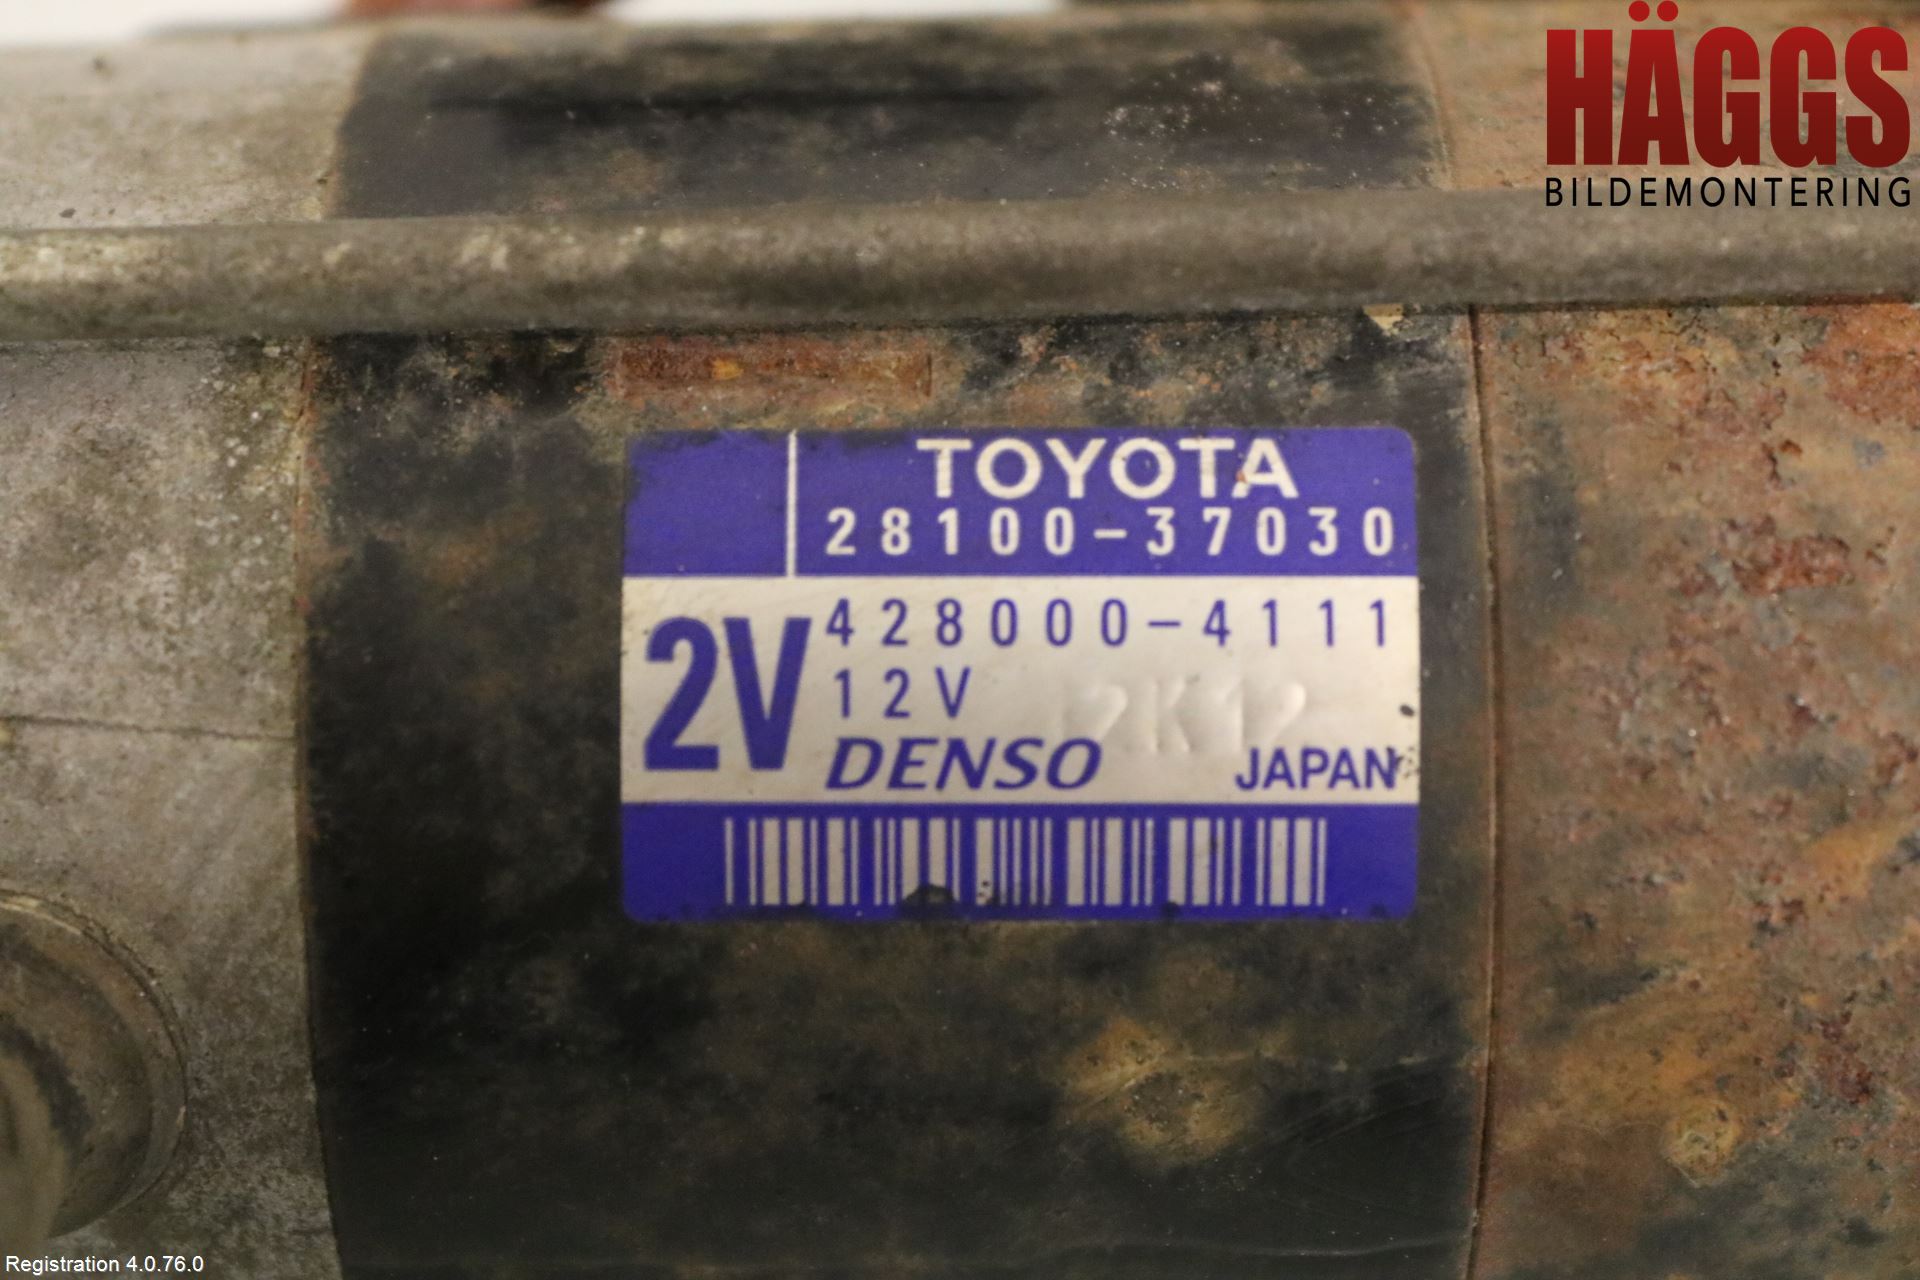 HÄGGS
BILDEMONTERING
TOYOTA
28100-37030
2V
428000-4111
12V
DENSO
JAPAN
Registration 4.0.76.0